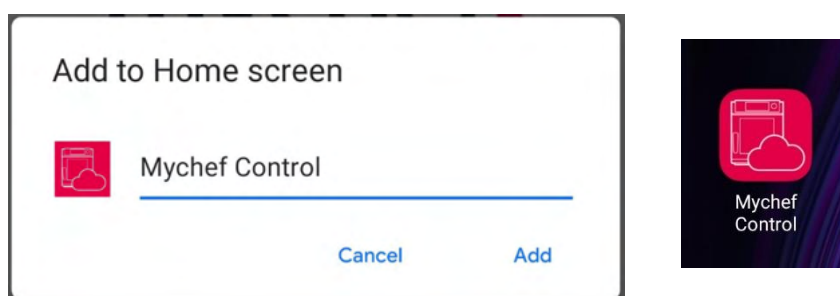 Add to Home screen
Mychef Control
Cancel Add
Mychef
Control